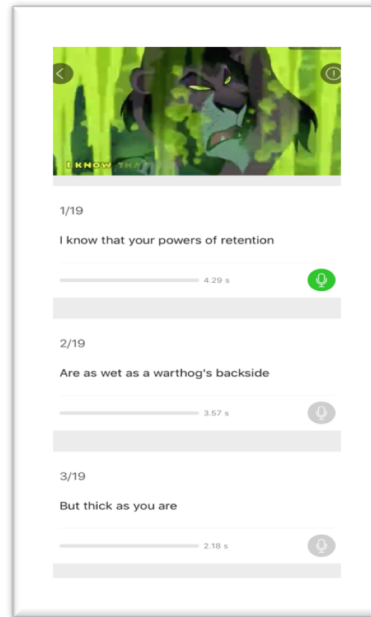 I KNOW THA
1/19
I know that your powers of retention
4.29 s
2/19
Are as wet as a warthog's backside
3.57 s
3/19
But thick as you are
2.18 s